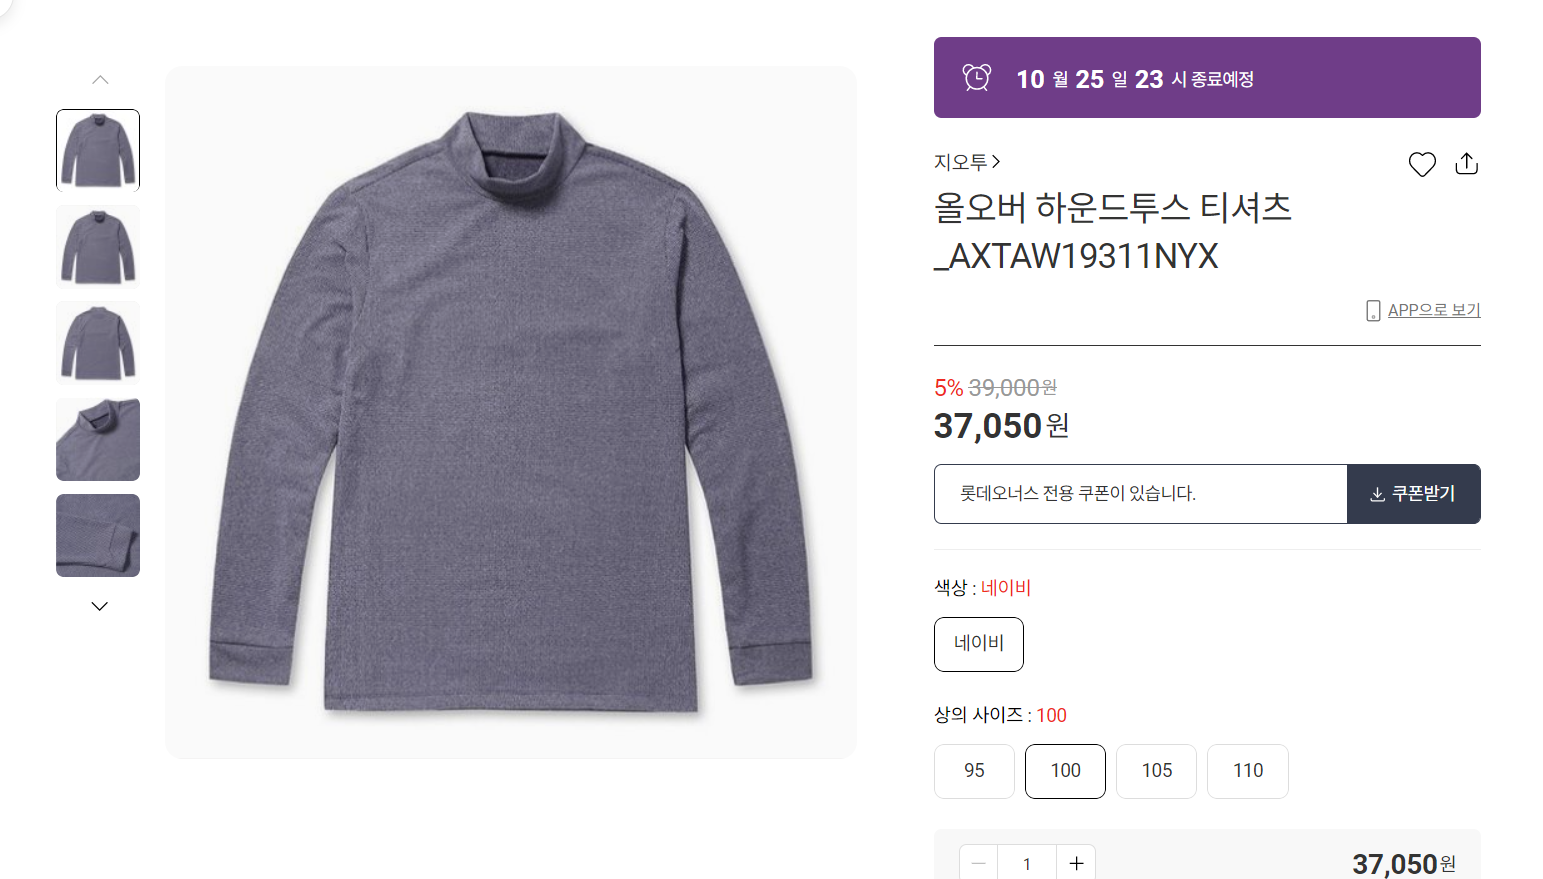 10 월 25 일 23 시 종료예정
지오투
올오버 하운드투스 티셔츠
_AXTAW19311NYX
APP으로 보기
5% 39,000원
37,050원
롯데오너스 전용 쿠폰이 있습니다. 쿠폰받기
색상 : 네이비
네이비
상의 사이즈 : 100
95 100 105 110
1 37,050원